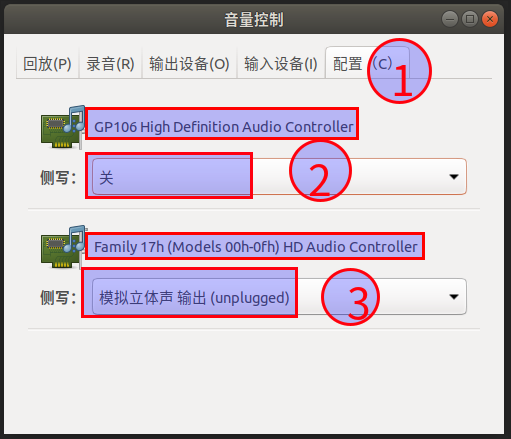 音量控制
回放(P) 录音(R) 输出设备(O) 输入设备(I) 配置 (C)
1
GP106 High Definition Audio Controller
侧写: 关
2
Family 17h (Models 00h-0fh) HD Audio Controller
侧写: 模拟立体声 输出 (unplugged)
3